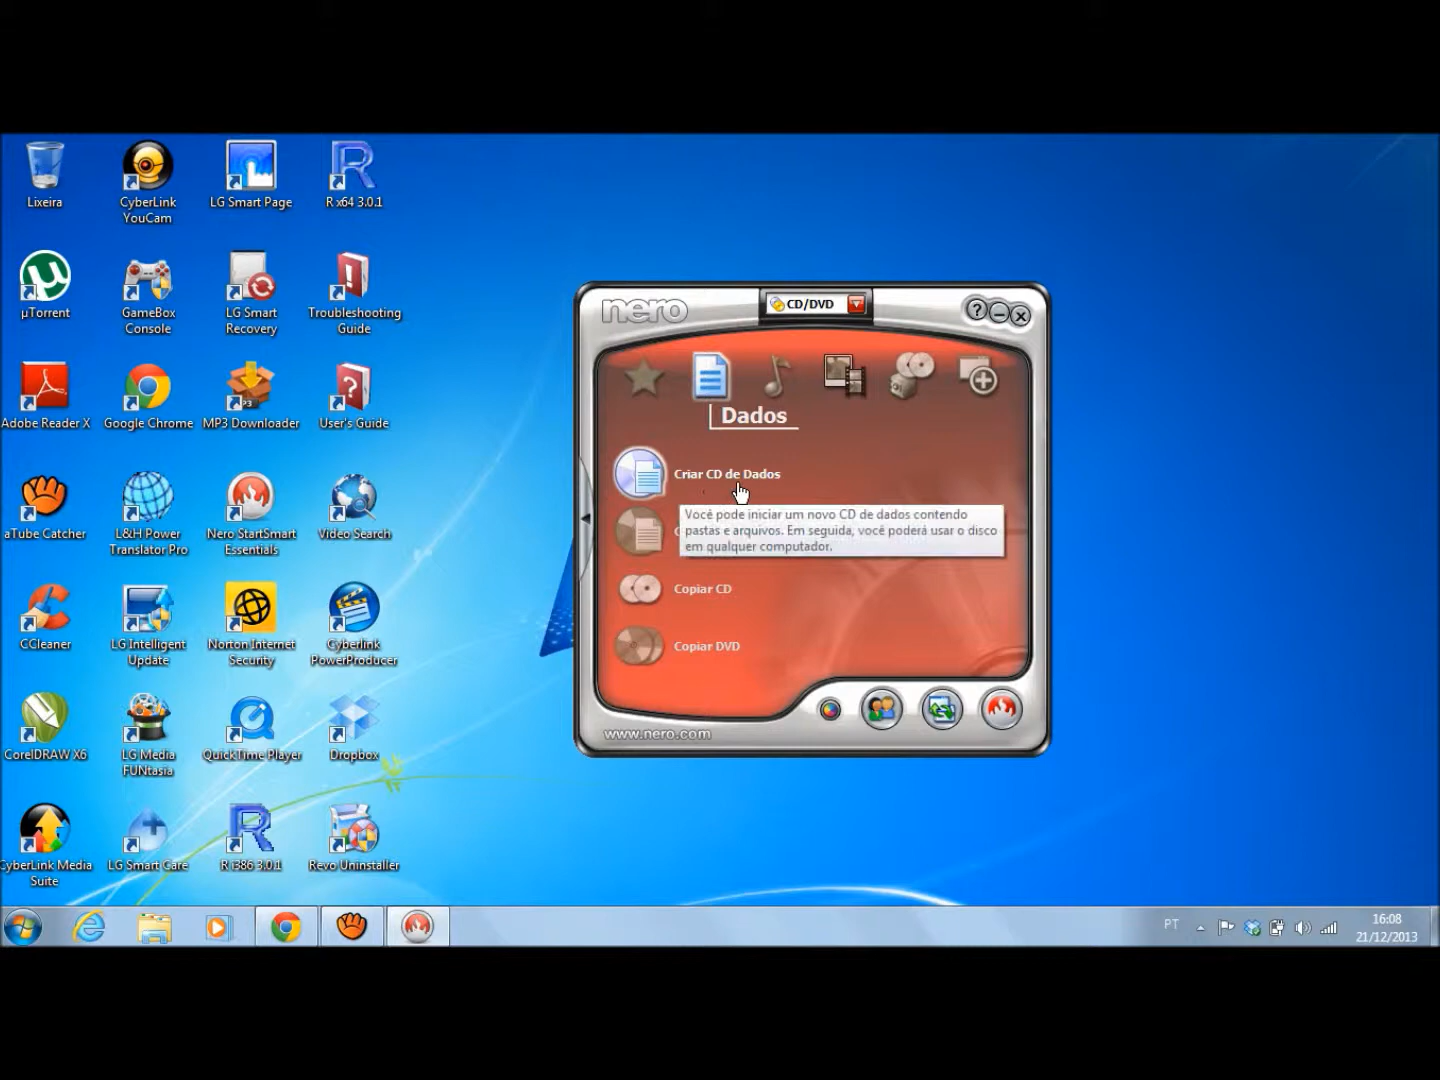 Lixeira
CyberLink
YouCam
LG Smart Page
R x64 3.0.1
µTorrent
GameBox
Console
LG Smart
Recovery
Troubleshooting
Guide
Adobe Reader X
Google Chrome
MP3 Downloader
User's Guide
aTube Catcher
L&H Power
Translator Pro
Nero StartSmart
Essentials
Video Search
CCleaner
LG Intelligent
Update
Norton Internet
Security
Cyberlink
PowerProducer
CorelDRAW X6
LG Media
FUNtasia
QuickTime Player
Dropbox
CyberLink Media
Suite
LG Smart Care
R i386 3.0.1
Revo Uninstaller
nero
CD/DVD
Dados
Criar CD de Dados
Você pode iniciar um novo CD de dados contendo
pastas e arquivos. Em seguida, você poderá usar o disco
em qualquer computador.
Copiar CD
Copiar DVD
www.nero.com
PT
16:08
21/12/2013